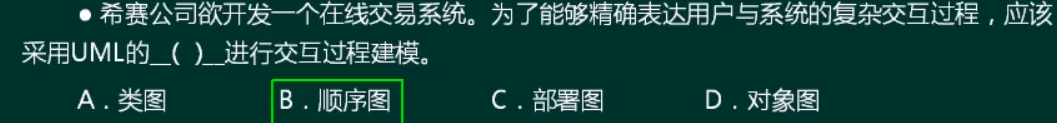 ● 希赛公司欲开发一个在线交易系统。为了能够精确表达用户与系统的复杂交互过程，应该
采用UML的__( )__进行交互过程建模。
A．类图 B．顺序图 C．部署图 D．对象图